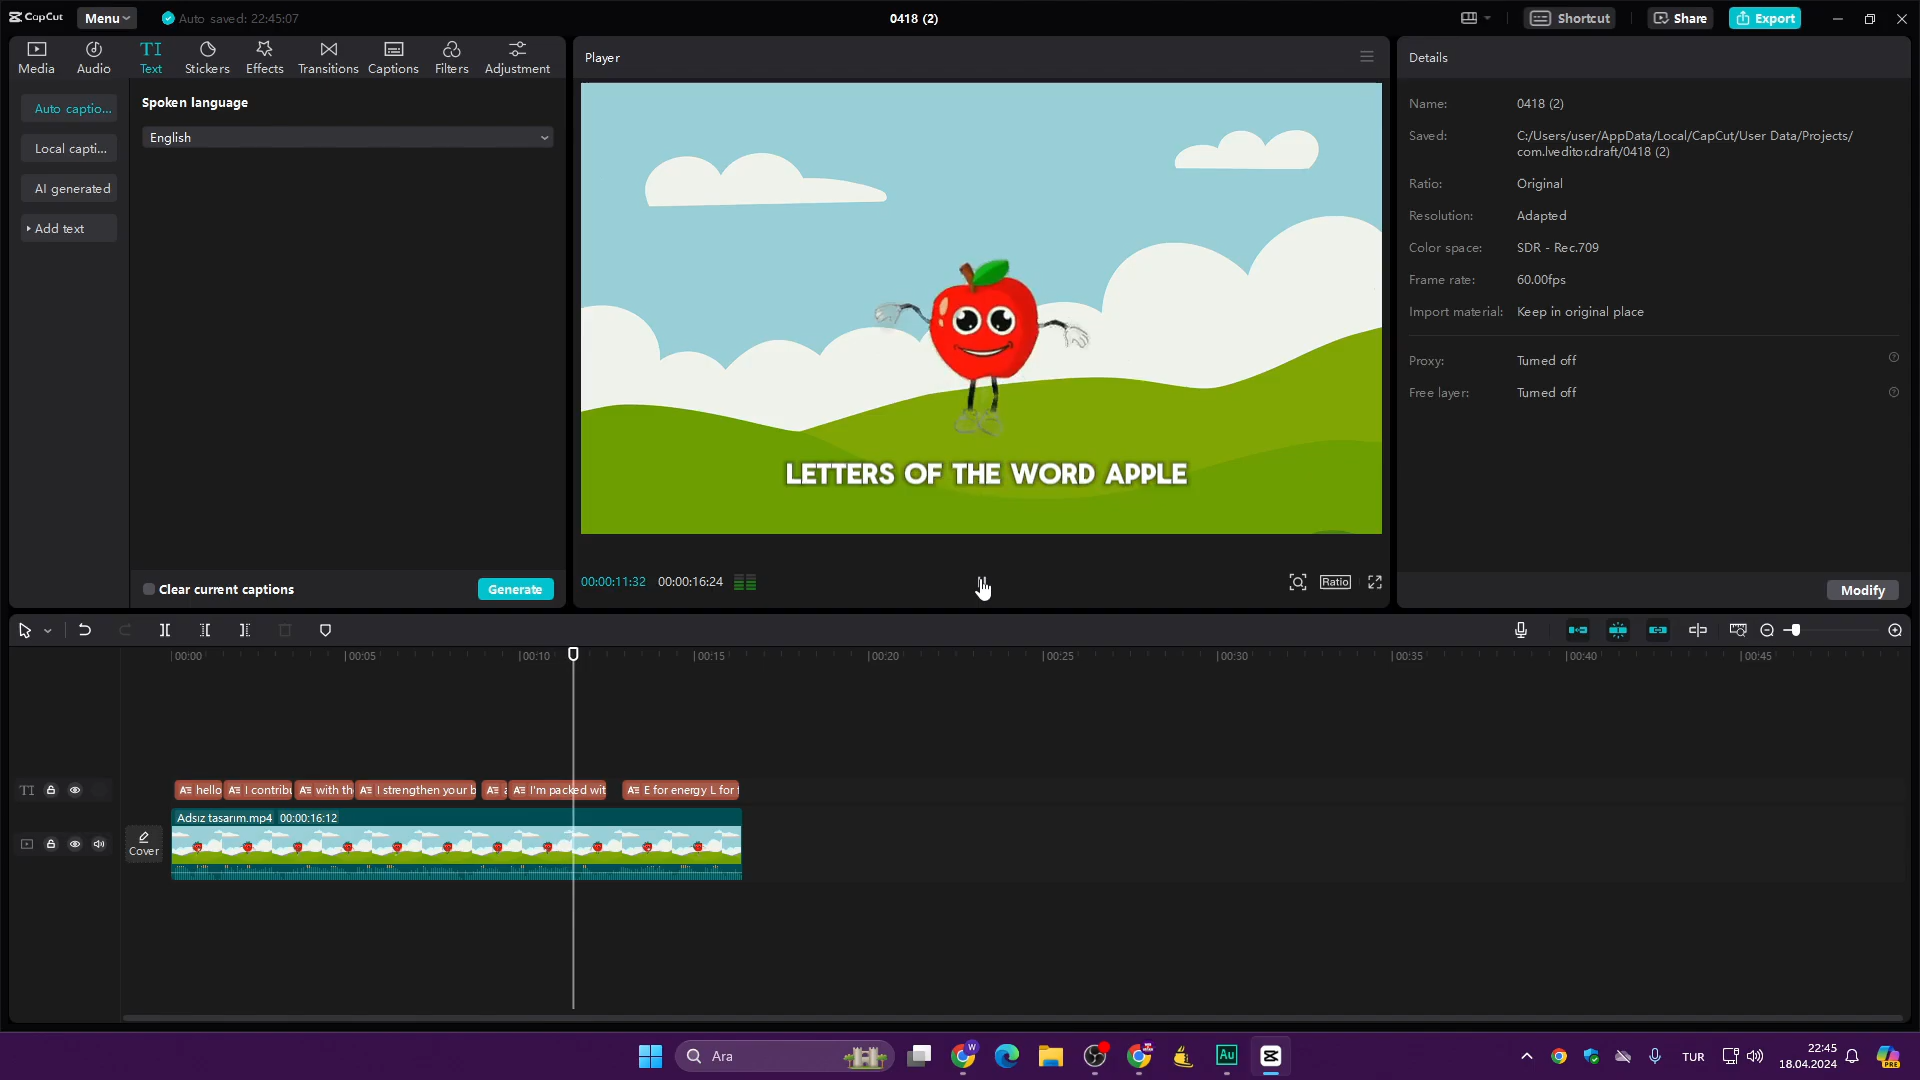 CapCut
Menu
Auto saved: 22:45:07
0418 (2)
Shortcut
Share
Export
Media
Audio
TI
Text
Stickers
Effects
Transitions
Captions
Filters
Adjustment
Auto captio...
Local capti...
AI generated
Add text
Spoken language
English
Clear current captions
Generate
Player
LETTERS OF THE WORD APPLE
00:00:11:32
00:00:16:24
Ratio
Details
Name: 0418 (2)
Saved: C:/Users/user/AppData/Local/CapCut/User Data/Projects/
com.lveditor.draft/0418 (2)
Ratio: Original
Resolution: Adapted
Color space: SDR - Rec.709
Frame rate: 60.00fps
Import material: Keep in original place
Proxy: Turned off
Free layer: Turned off
Modify
00:00
00:05
00:10
00:15
00:20
00:25
00:30
00:35
00:40
00:45
TI
hello
I contribu
with th
I strengthen your b
I'm packed wit
E for energy L for
Cover
Adsız tasarım.mp4 00:00:16:12
Ara
W
Au
TUR
22:45
18.04.2024
PRE